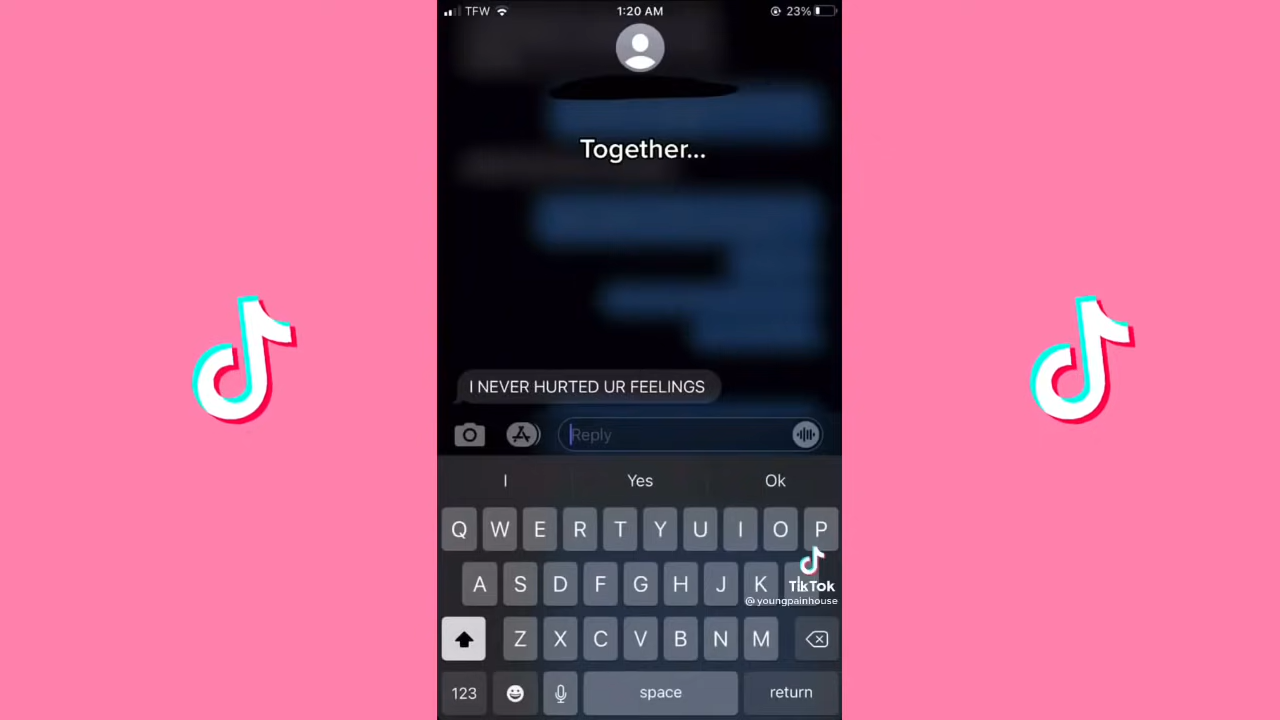 TFW 1:20 AM 23%
Together...
I NEVER HURTED UR FEELINGS
Reply
I Yes Ok
Q W E R T Y U I O P
A S D F G H J K
TikTok
@youngpainhouse
Z X C V B N M
123 space return